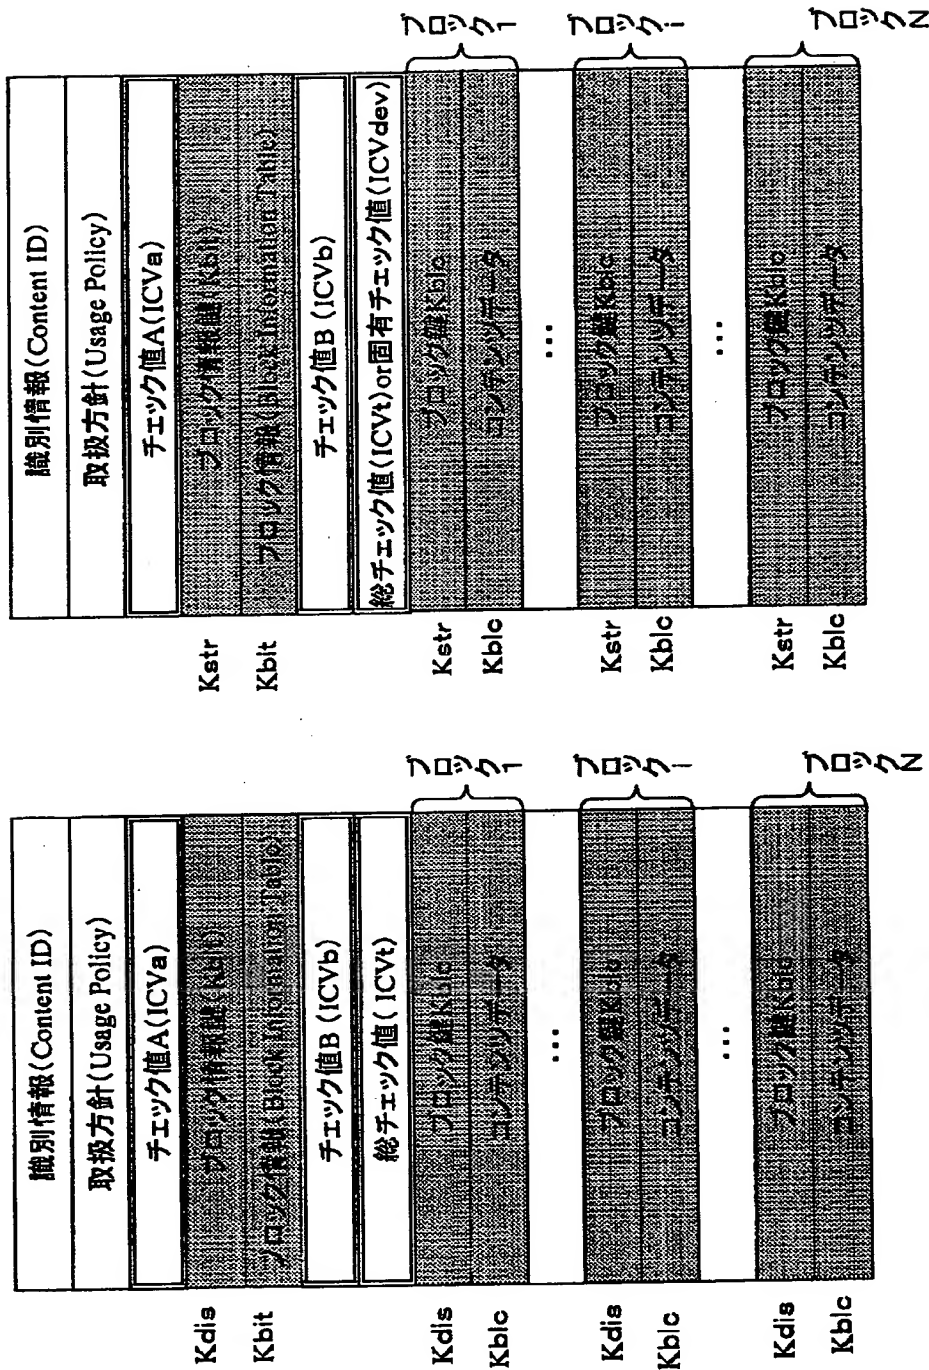 識別情報(Content ID)
取扱方針(Usage Policy)
チェック値A(ICVa)
Kdis ブロック情報鍵(Kbit)
Kbit ブロック情報(Block Information Table)
チェック値B(ICVb)
総チェック値(ICVt)
Kdis ブロック鍵Kblc
Kblc コンテンツデータ
ブロック1
…
Kdis ブロック鍵Kblc
Kblc コンテンツデータ
ブロックi
…
Kdis ブロック鍵Kblc
Kblc コンテンツデータ
ブロックN
識別情報(Content ID)
取扱方針(Usage Policy)
チェック値A(ICVa)
Kstr ブロック情報鍵(Kbit)
Kbit ブロック情報(Block Information Table)
チェック値B(ICVb)
総チェック値(ICVt)or固有チェック値(ICVdev)
Kstr ブロック鍵Kblc
Kblc コンテンツデータ
ブロック1
…
Kstr ブロック鍵Kblc
Kblc コンテンツデータ
ブロックi
…
Kstr ブロック鍵Kblc
Kblc コンテンツデータ
ブロックN